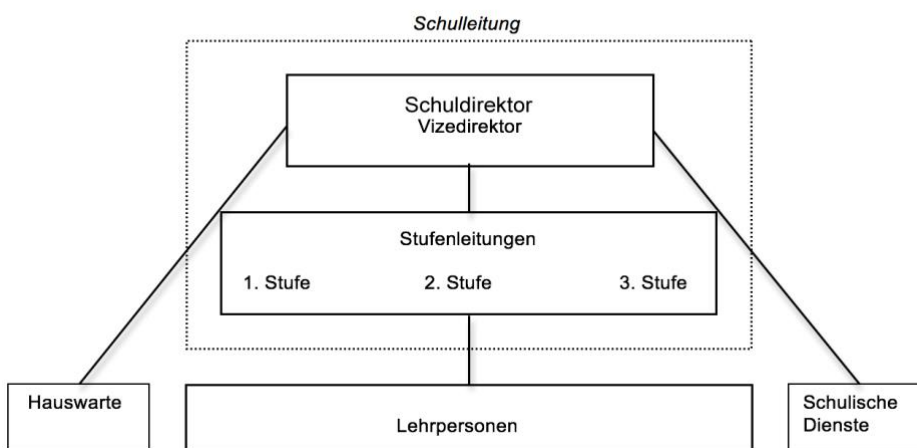 Schulleitung
Schuldirektor
Vizedirektor
Stufenleitungen
1. Stufe 2. Stufe 3. Stufe
Hauswarte
Lehrpersonen
Schulische
Dienste